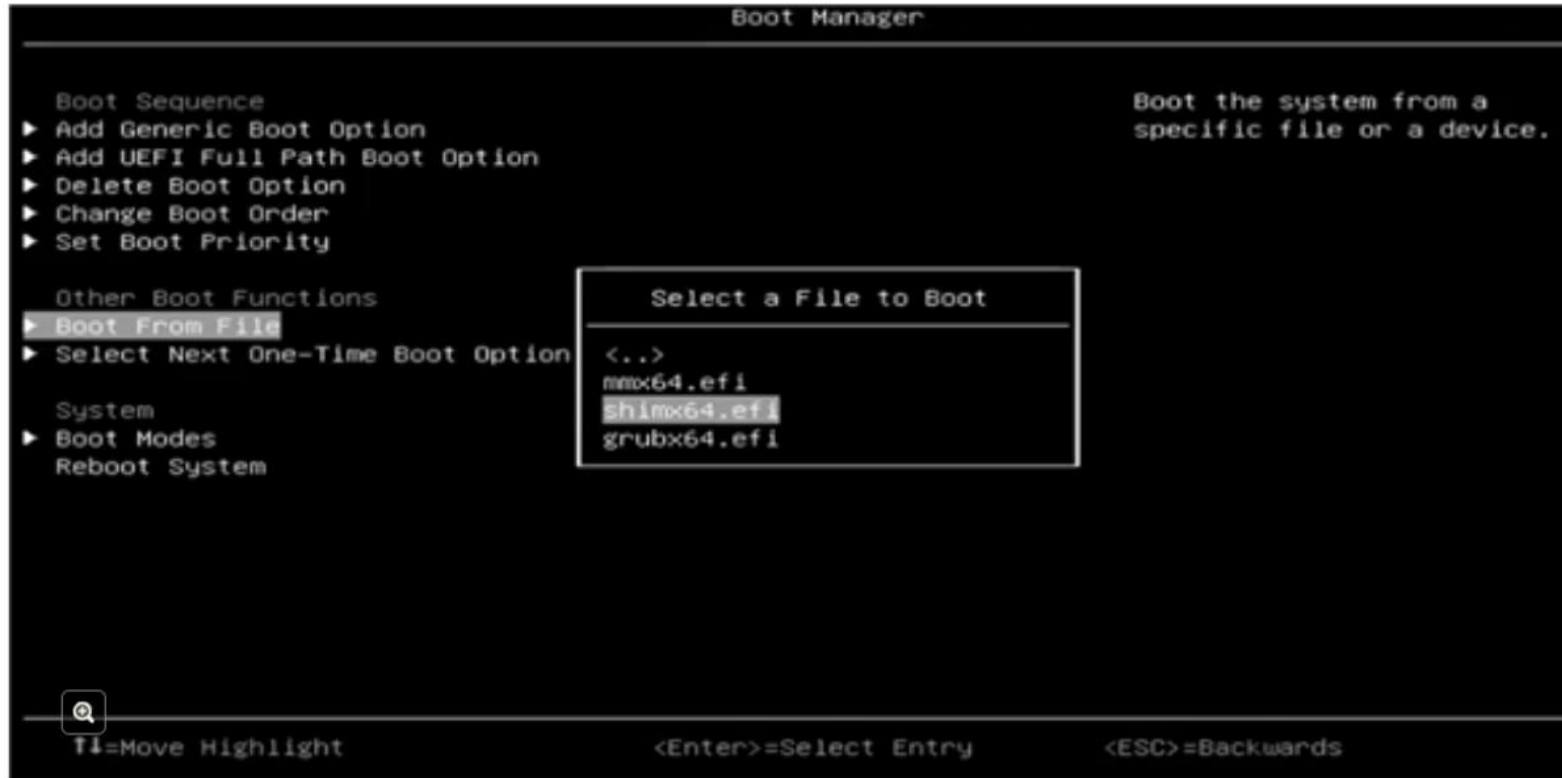 Boot Manager
Boot Sequence
▶ Add Generic Boot Option
▶ Add UEFI Full Path Boot Option
▶ Delete Boot Option
▶ Change Boot Order
▶ Set Boot Priority
Other Boot Functions
▶ Boot From File
▶ Select Next One-Time Boot Option
System
▶ Boot Modes
Reboot System
Select a File to Boot
<..>
mmx64.efi
shimx64.efi
grubx64.efi
Boot the system from a
specific file or a device.
↑↓=Move Highlight
<Enter>=Select Entry
<ESC>=Backwards